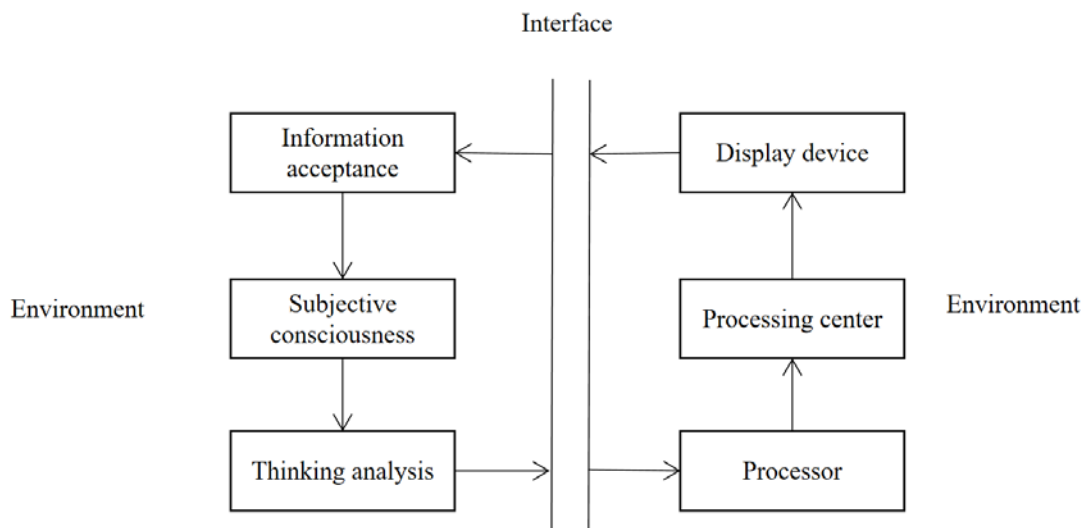 Interface
Information
acceptance
Display device
Environment
Subjective
consciousness
Processing center
Environment
Thinking analysis
Processor